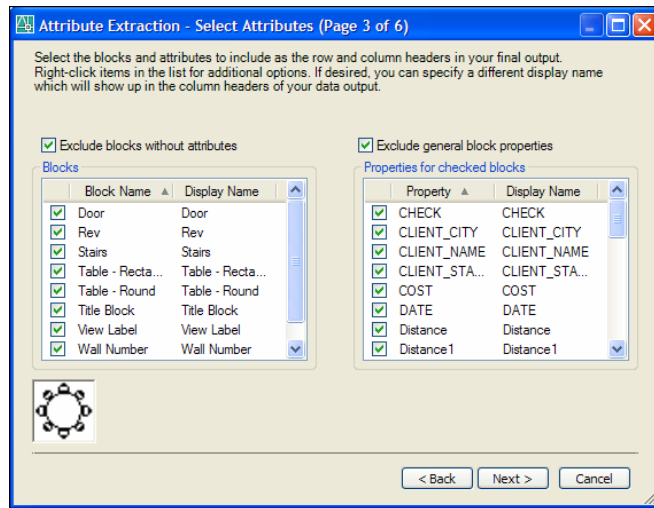 Attribute Extraction - Select Attributes (Page 3 of 6)
Select the blocks and attributes to include as the row and column headers in your final output.
Right-click items in the list for additional options. If desired, you can specify a different display name
which will show up in the column headers of your data output.
Exclude blocks without attributes
Blocks
Block Name Display Name
Door Door
Rev Rev
Stairs Stairs
Table - Recta... Table - Recta...
Table - Round Table - Round
Title Block Title Block
View Label View Label
Wall Number Wall Number
Exclude general block properties
Properties for checked blocks
Property Display Name
CHECK CHECK
CLIENT_CITY CLIENT_CITY
CLIENT_NAME CLIENT_NAME
CLIENT_STA... CLIENT_STA...
COST COST
DATE DATE
Distance Distance
Distance1 Distance1
< Back Next > Cancel